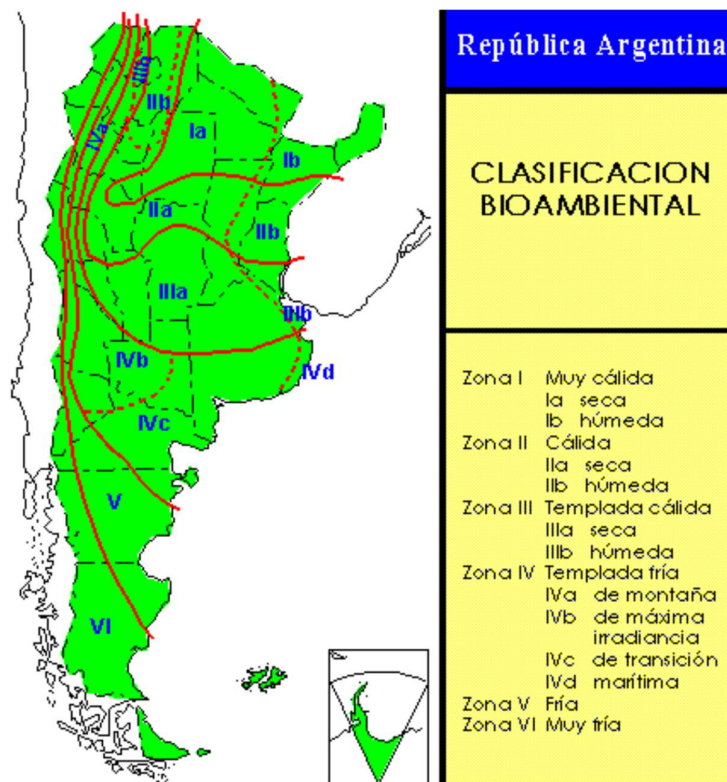 República Argentina
CLASIFICACION
BIOAMBIENTAL
Zona I Muy cálida
Ia seca
Ib húmeda
Zona II Cálida
IIa seca
IIb húmeda
Zona III Templada cálida
IIIa seca
IIIb húmeda
Zona IV Templada fría
IVa de montaña
IVb de máxima
irradiancia
IVc de transición
IVd marítima
Zona V Fría
Zona VI Muy fría
IIIb
IIb
IVa
Ia
Ib
IIa
IIb
IIIa
IIIb
IVb
IVd
IVc
V
VI